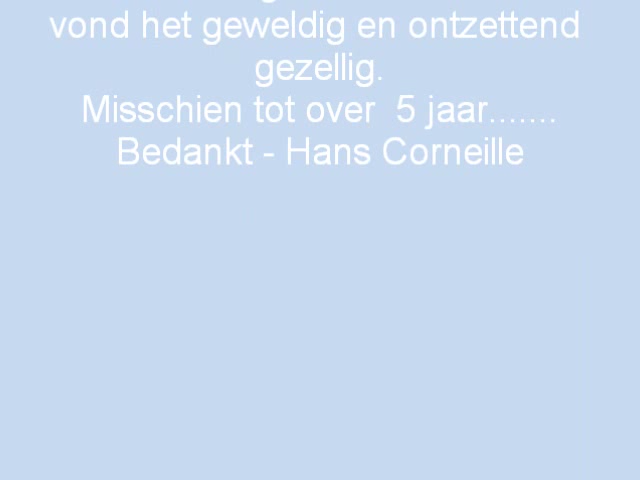 vond het geweldig en ontzettend
gezellig.
Misschien tot over  5 jaar.......
Bedankt - Hans Corneille